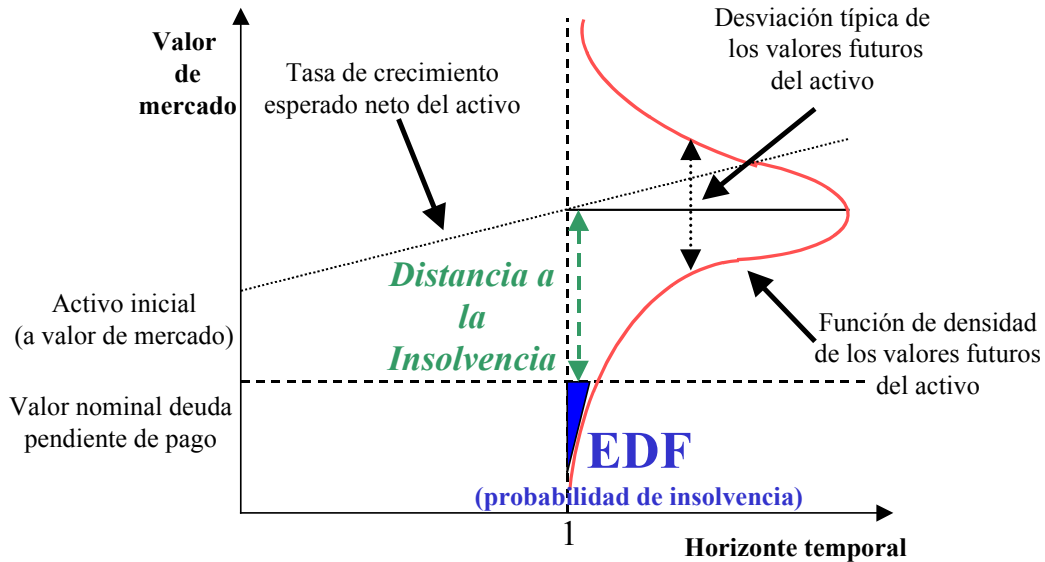 Valor
de
mercado
Tasa de crecimiento
esperado neto del activo
Desviación típica de
los valores futuros
del activo
Distancia a
la
Insolvencia
Activo inicial
(a valor de mercado)
Función de densidad
de los valores futuros
del activo
Valor nominal deuda
pendiente de pago
EDF
(probabilidad de insolvencia)
1
Horizonte temporal